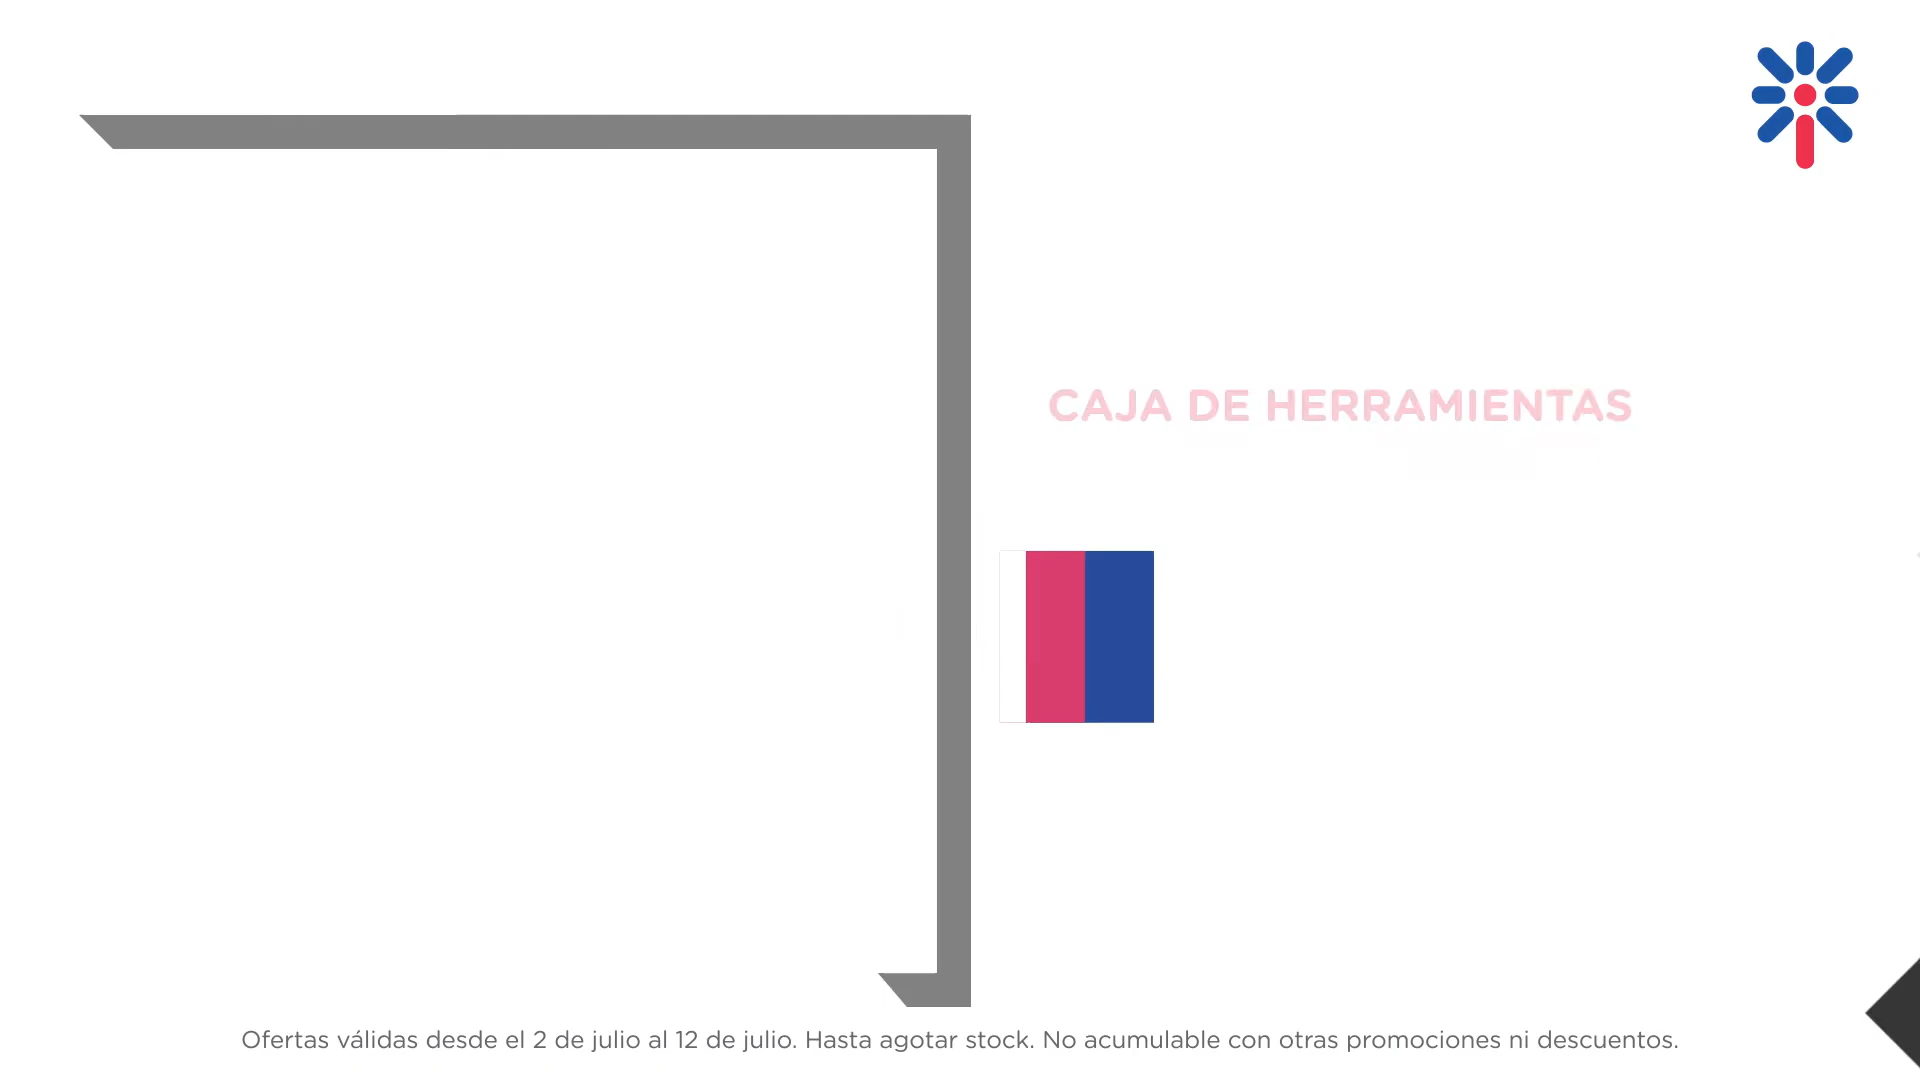 CAJA DE HERRAMIENTAS
Ofertas válidas desde el 2 de julio al 12 de julio. Hasta agotar stock. No acumulable con otras promociones ni descuentos.